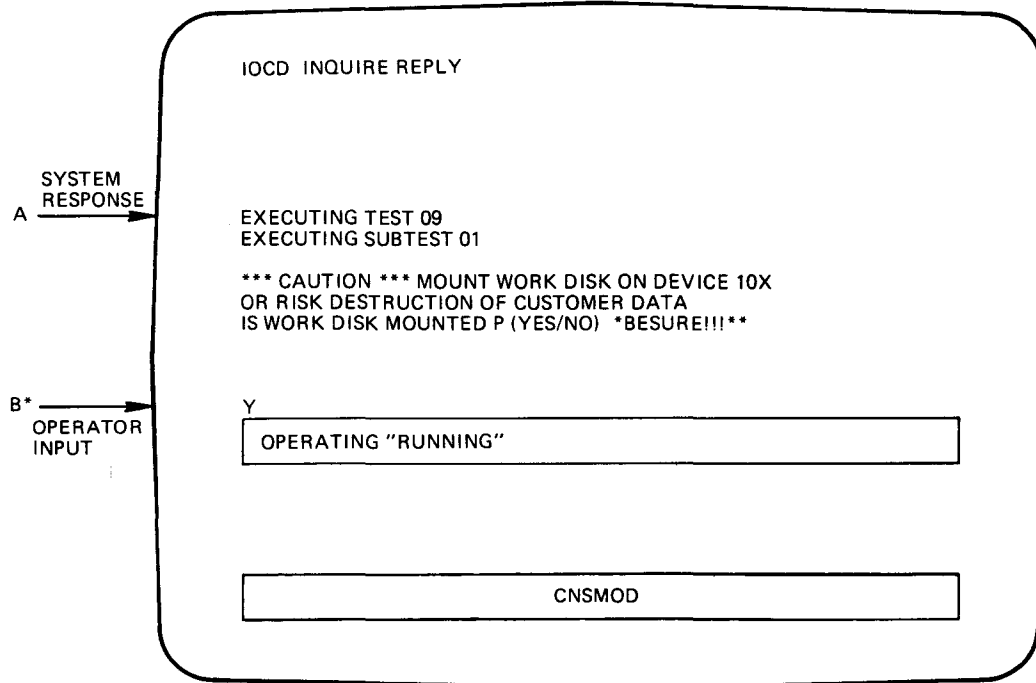 IOCD INQUIRE REPLY
SYSTEM
RESPONSE
A
EXECUTING TEST 09
EXECUTING SUBTEST 01
*** CAUTION *** MOUNT WORK DISK ON DEVICE 10X
OR RISK DESTRUCTION OF CUSTOMER DATA
IS WORK DISK MOUNTED P (YES/NO) *BESURE!!!**
B*
OPERATOR
INPUT
Y
OPERATING "RUNNING"
CNSMOD